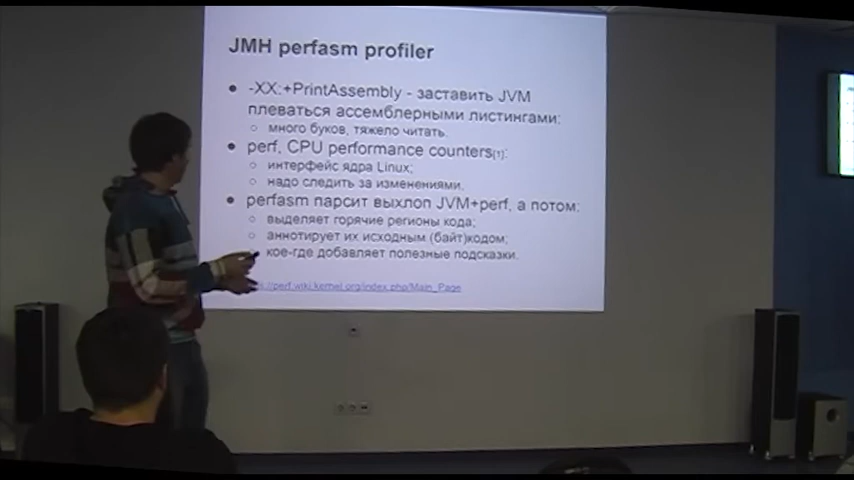 JMH perfasm profiler
-XX:+PrintAssembly - заставить JVM
плеваться ассемблерными листингами:
много буков, тяжело читать.
perf, CPU performance counters[1]:
интерфейс ядра Linux;
надо следить за изменениями.
perfasm парсит выхлоп JVM+perf, а потом:
выделяет горячие регионы кода;
аннотирует их исходным (байт)кодом;
кое-где добавляет полезные подсказки.
://perf.wiki.kernel.org/index.php/Main_Page